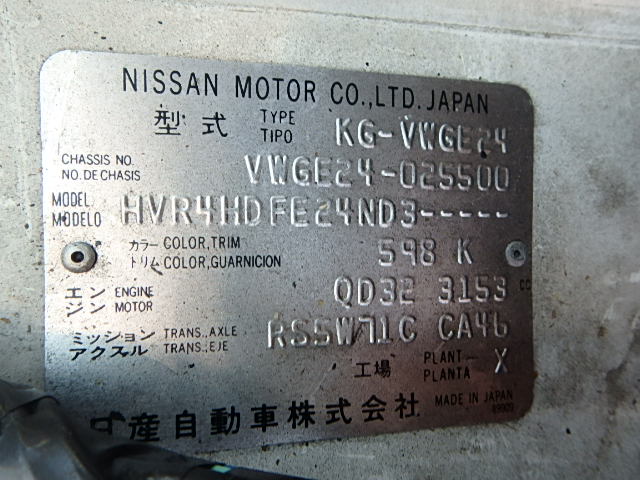 NISSAN MOTOR CO.,LTD. JAPAN
型式 TYPE TIPO KG-VWGE24
CHASSIS NO. NO. DE CHASIS VWGE24-025500
MODEL MODELO HVR4HDFE24ND3-----
カラー COLOR, TRIM 598 K
トリム COLOR, GUARNICION
エンジン ENGINE MOTOR QD32 3153 CC
ミッション TRANS., AXLE RS5W71C CA46
アクスル TRANS., EJE
工場 PLANT PLANTA X
MADE IN JAPAN
日産自動車株式会社